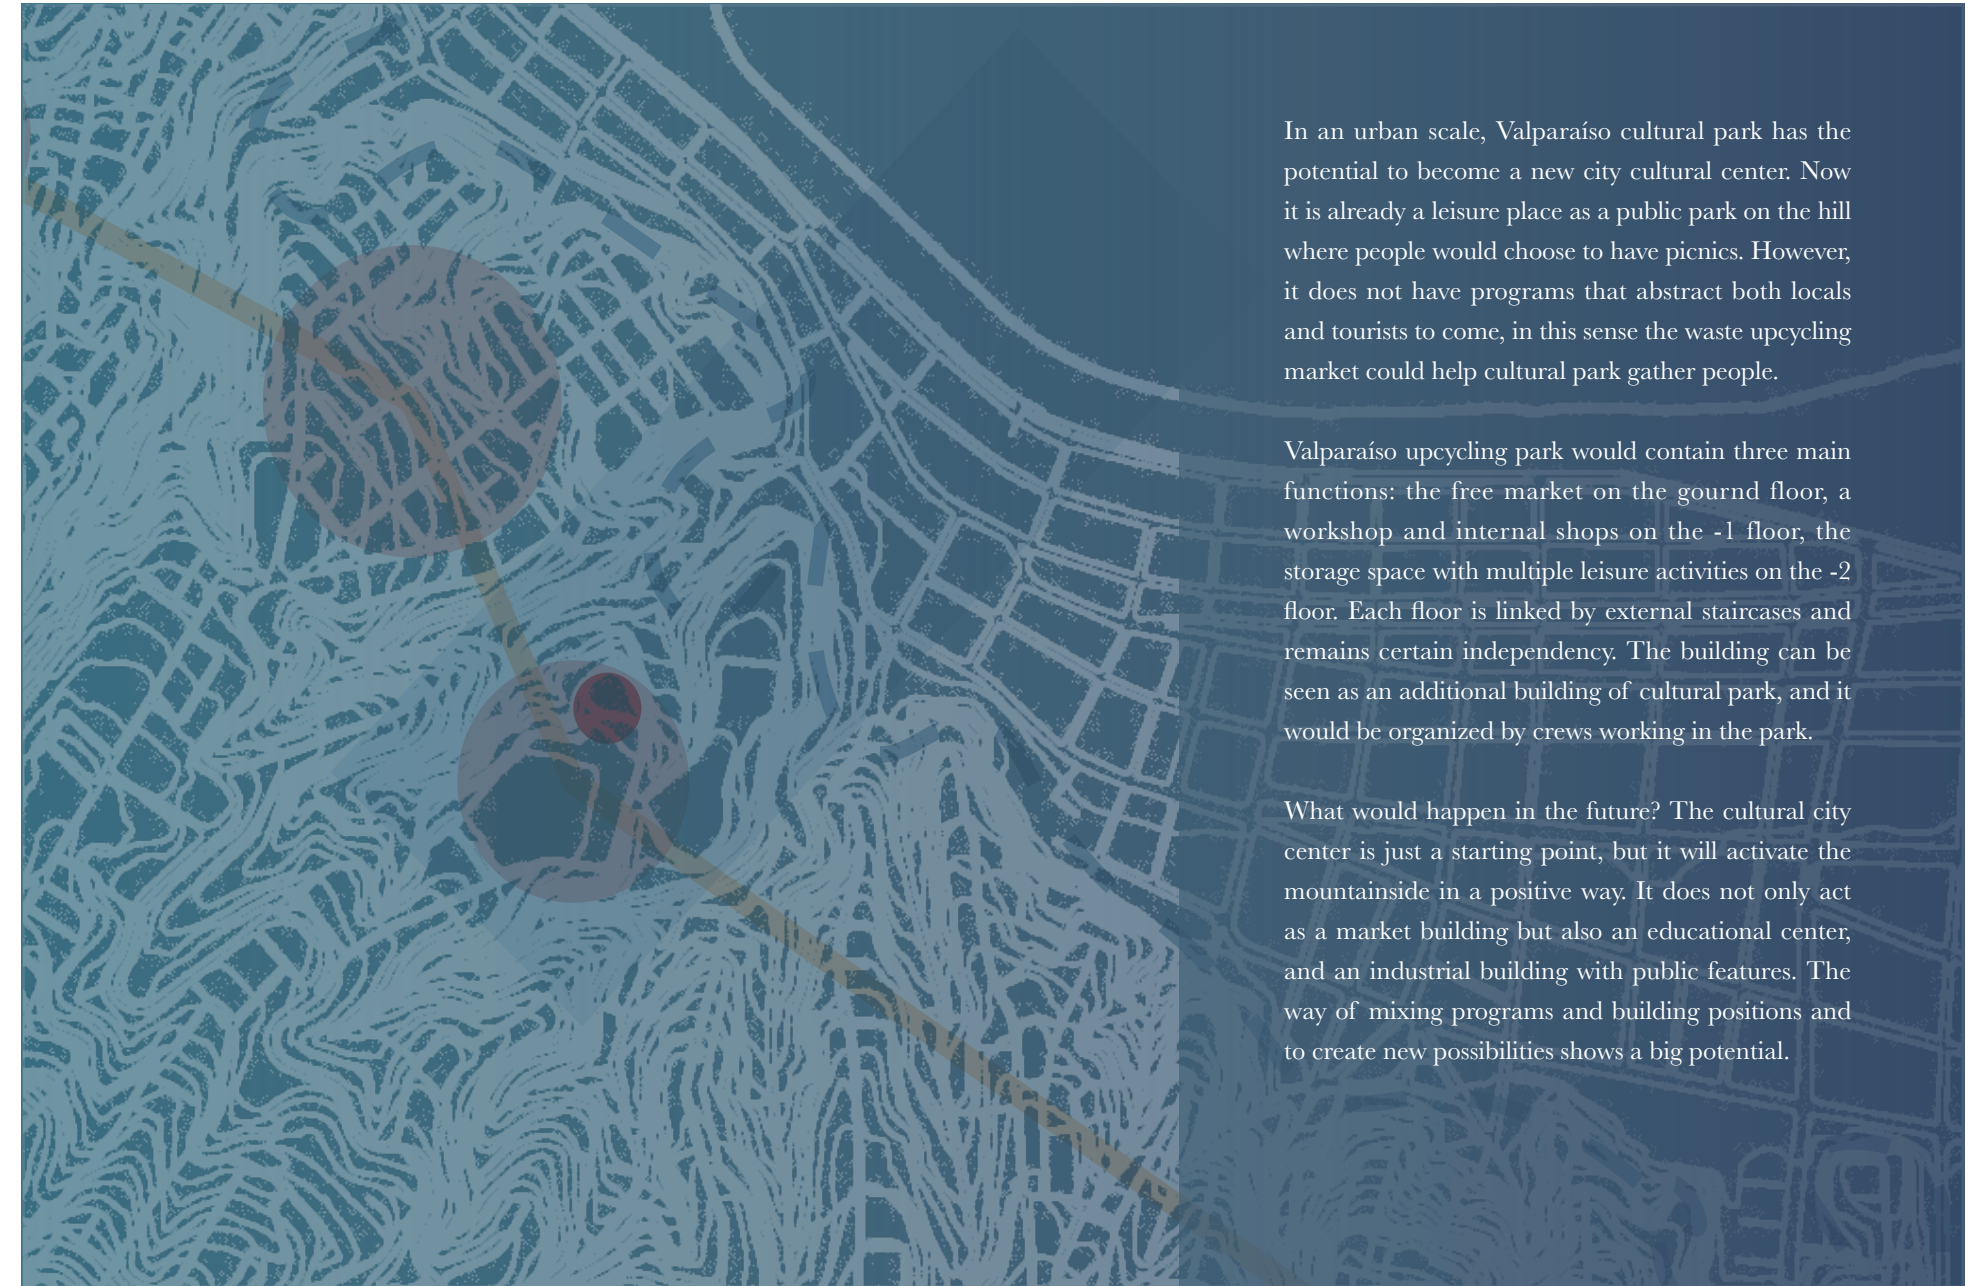 In an urban scale, Valparaíso cultural park has the
potential to become a new city cultural center. Now
it is already a leisure place as a public park on the hill
where people would choose to have picnics. However,
it does not have programs that abstract both locals
and tourists to come, in this sense the waste upcycling
market could help cultural park gather people.
Valparaíso upcycling park would contain three main
functions: the free market on the gournd floor, a
workshop and internal shops on the -1 floor, the
storage space with multiple leisure activities on the -2
floor. Each floor is linked by external staircases and
remains certain independency. The building can be
seen as an additional building of cultural park, and it
would be organized by crews working in the park.
What would happen in the future? The cultural city
center is just a starting point, but it will activate the
mountainside in a positive way. It does not only act
as a market building but also an educational center,
and an industrial building with public features. The
way of mixing programs and building positions and
to create new possibilities shows a big potential.